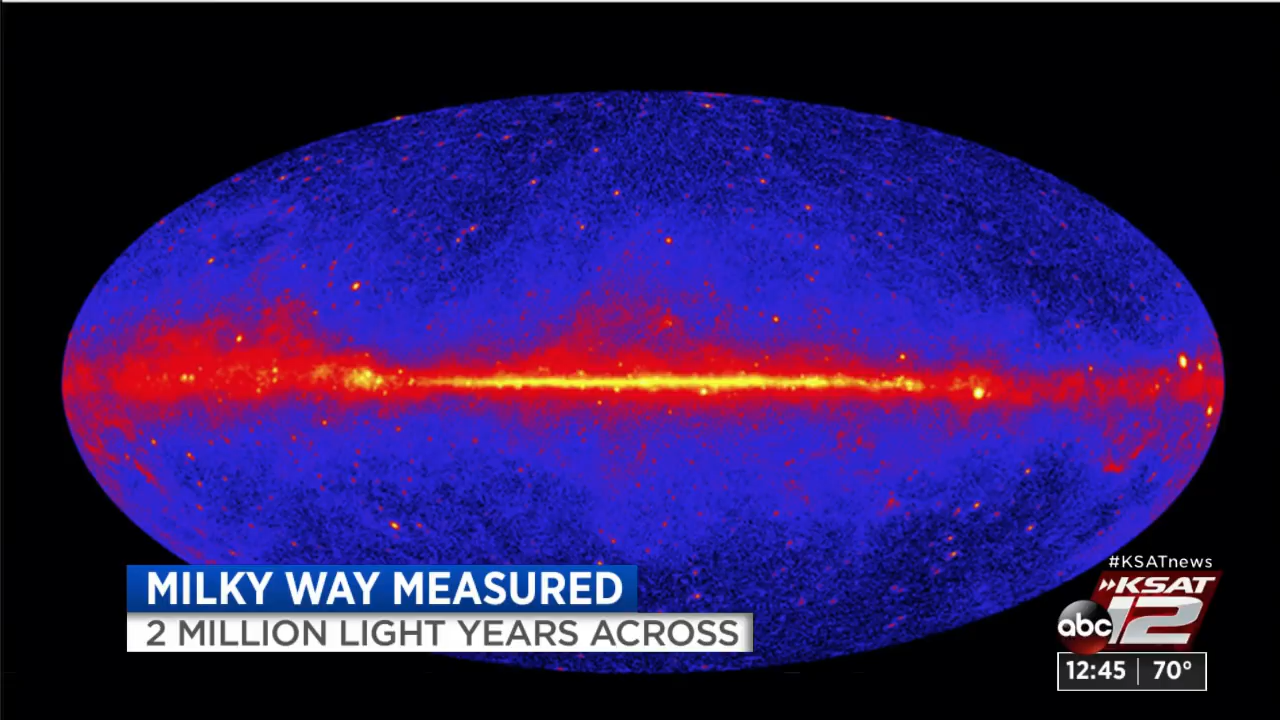 MILKY WAY MEASURED
2 MILLION LIGHT YEARS ACROSS
#KSATnews
KSAT
abc 12
12:45 | 70°